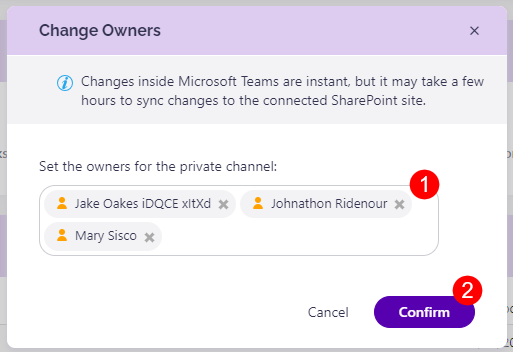 Change Owners ×
i Changes inside Microsoft Teams are instant, but it may take a few
hours to sync changes to the connected SharePoint site.
Set the owners for the private channel:
1
Jake Oakes iDQCE xItXd × Johnathon Ridenour ×
Mary Sisco ×
2
Cancel Confirm